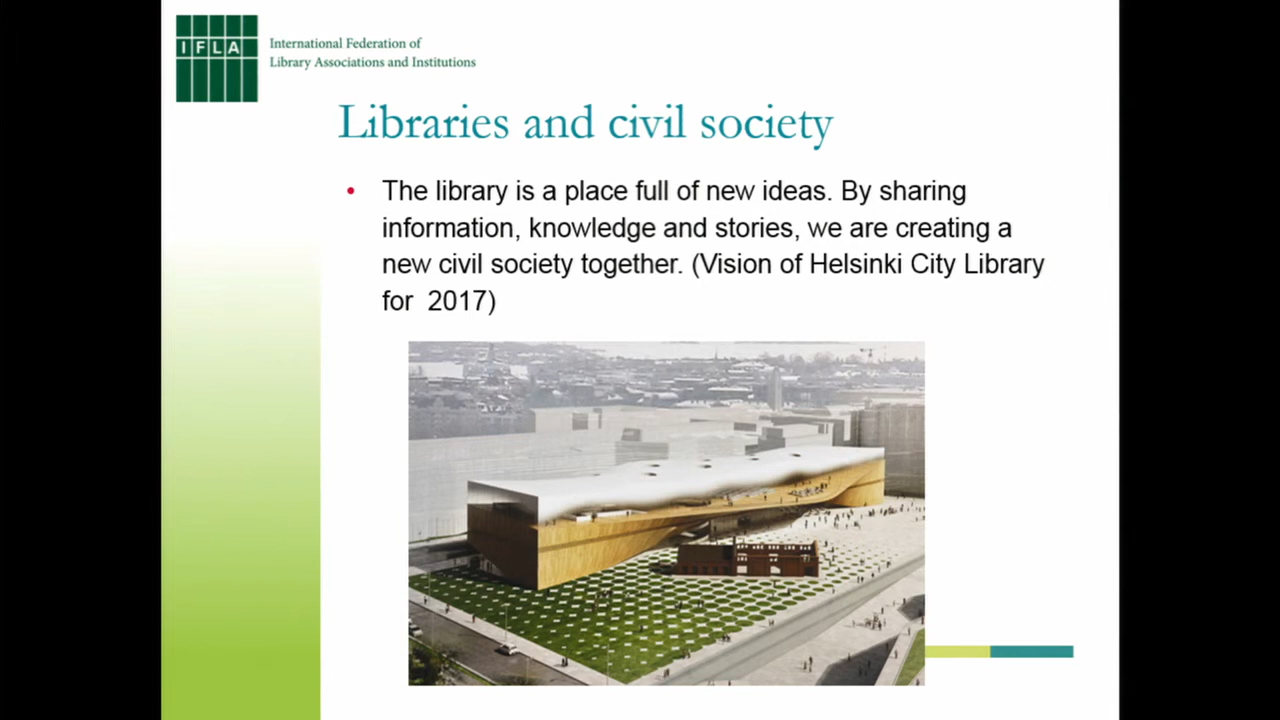 IFLA
International Federation of
Library Associations and Institutions
Libraries and civil society
• The library is a place full of new ideas. By sharing
information, knowledge and stories, we are creating a
new civil society together. (Vision of Helsinki City Library
for 2017)